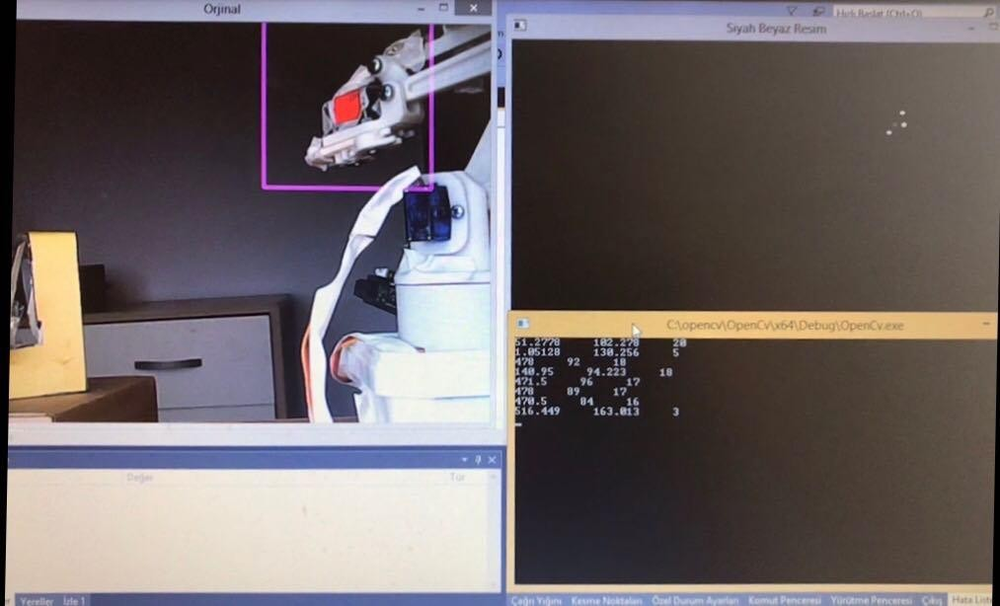 Orjinal
Hızlı Başlat (Ctrl+Q)
Siyah Beyaz Resim
C:\opencv\OpenCv\x64\Debug\OpenCv.exe
51.2778 102.278 20
1.05128 130.256 5
478 92 18
140.95 94.223 18
471.5 96 17
478 89 17
470.5 84 16
516.449 163.013 3
Değer Tür
Yereller İzle 1
Çağrı Yığını Kesme Noktaları Özel Durum Ayarları Komut Penceresi Yürütme Penceresi Çıkış Hata Listi